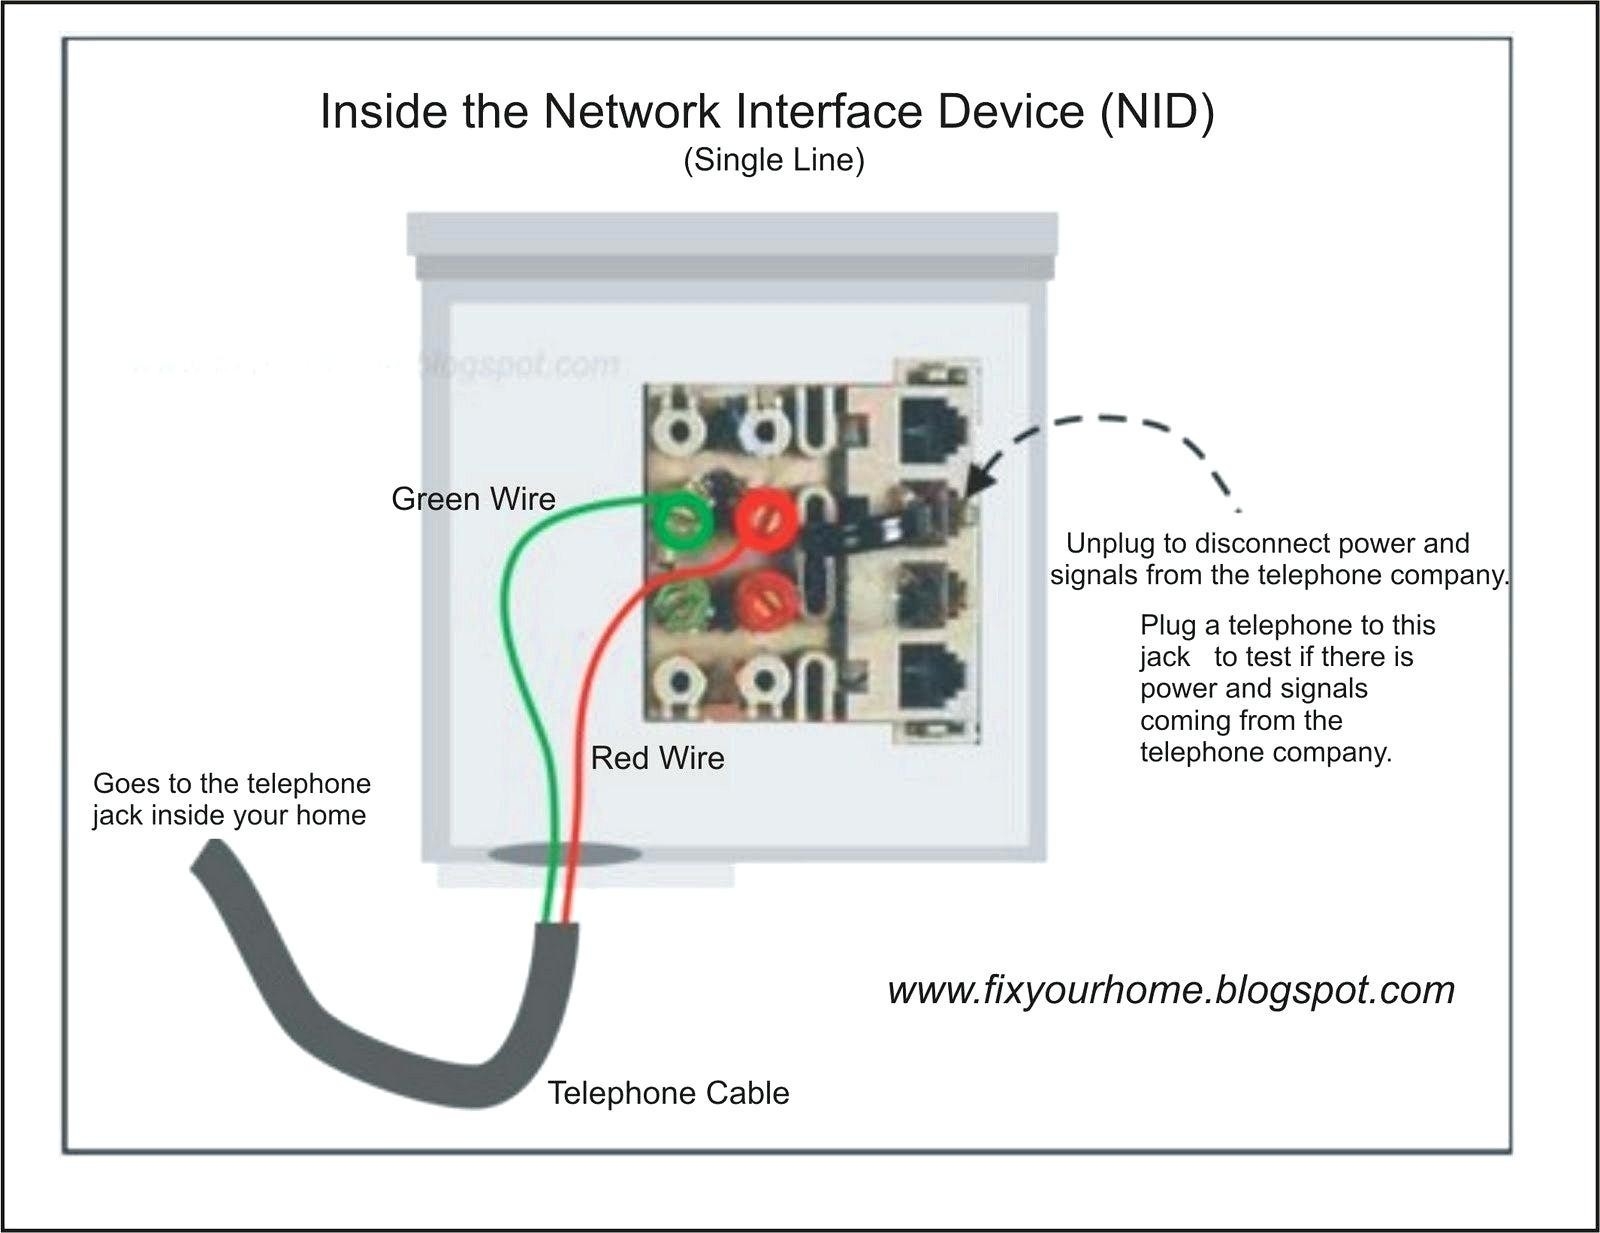 Inside the Network Interface Device (NID)
(Single Line)
blogspot.com
Green Wire
Unplug to disconnect power and
signals from the telephone company.
Plug a telephone to this
jack to test if there is
power and signals
coming from the
telephone company.
Red Wire
Goes to the telephone
jack inside your home
www.fixyourhome.blogspot.com
Telephone Cable